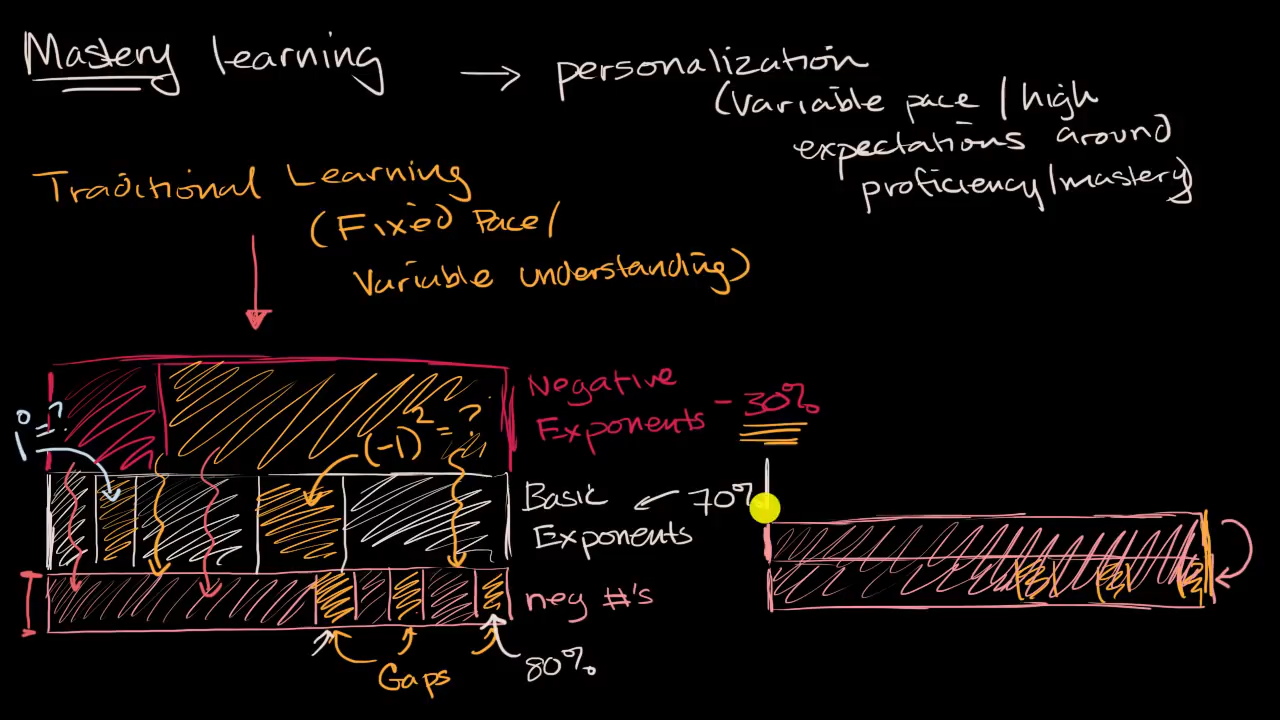 Mastery learning → personalization
(Variable pace / high
expectations around
proficiency/mastery)
Traditional Learning
(Fixed Pace/
Variable understanding)
Negative
Exponents - 30%
1⁰=?
(-1)² = ?
Basic
Exponents
70%
neg #'s
80%
Gaps